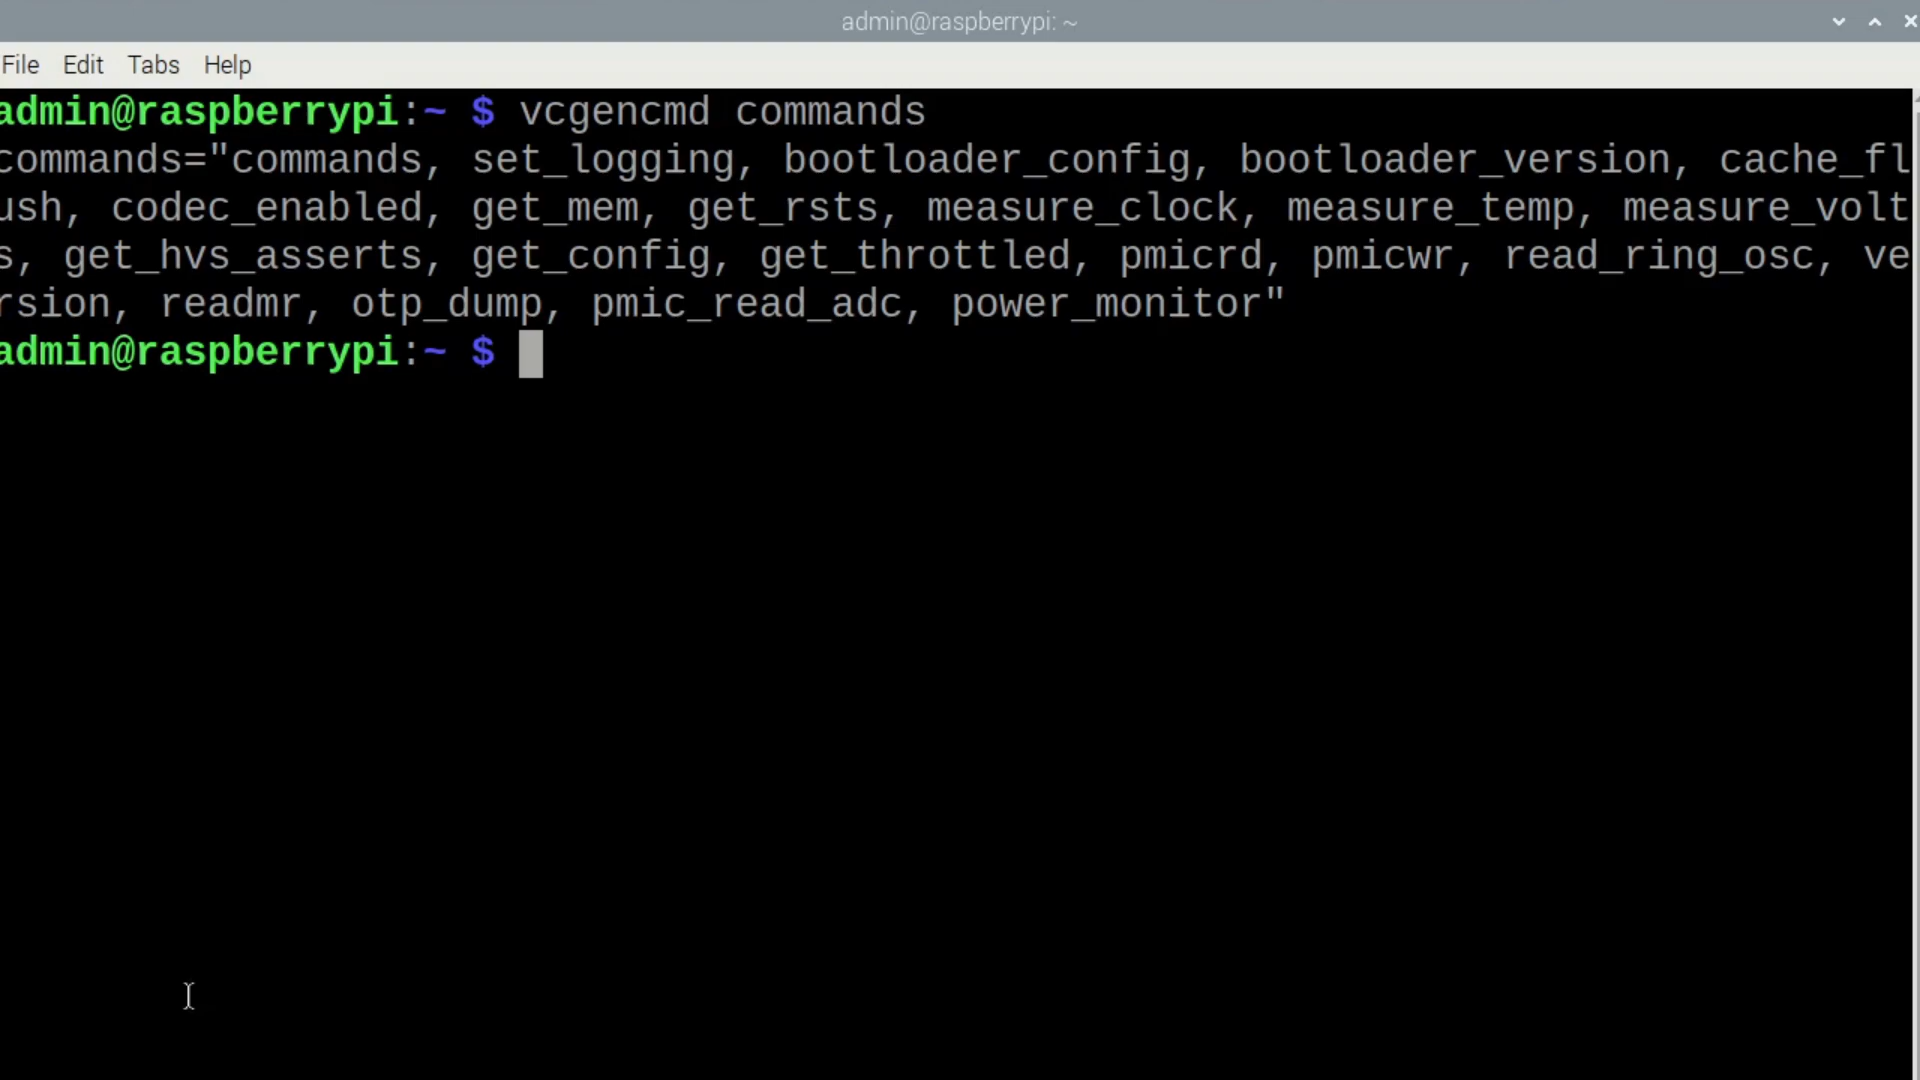 admin@raspberrypi: ~
File Edit Tabs Help
admin@raspberrypi:~ $ vcgencmd commands
commands="commands, set_logging, bootloader_config, bootloader_version, cache_fl
ush, codec_enabled, get_mem, get_rsts, measure_clock, measure_temp, measure_volt
s, get_hvs_asserts, get_config, get_throttled, pmicrd, pmicwr, read_ring_osc, ve
rsion, readmr, otp_dump, pmic_read_adc, power_monitor"
admin@raspberrypi:~ $